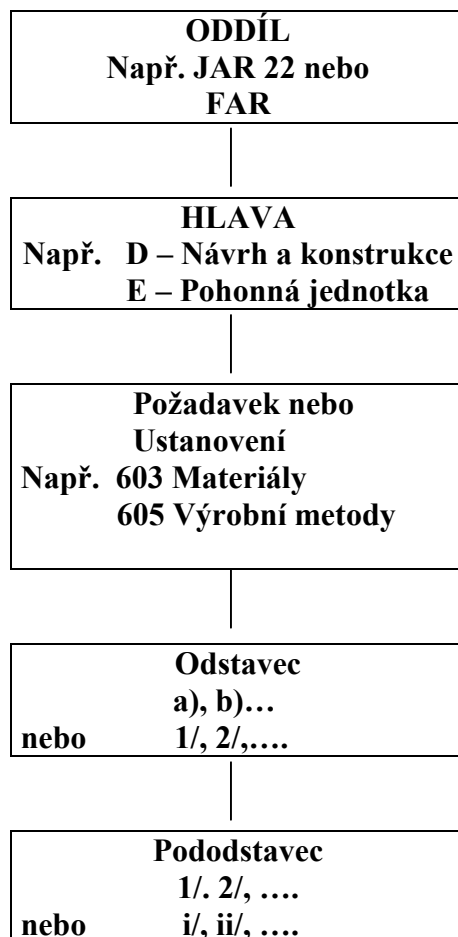 ODDÍL
Např. JAR 22 nebo
FAR
HLAVA
Např. D – Návrh a konstrukce
E – Pohonná jednotka
Požadavek nebo
Ustanovení
Např. 603 Materiály
605 Výrobní metody
Odstavec
a), b)…
nebo 1/, 2/,….
Pododstavec
1/. 2/, ….
nebo i/, ii/, ….